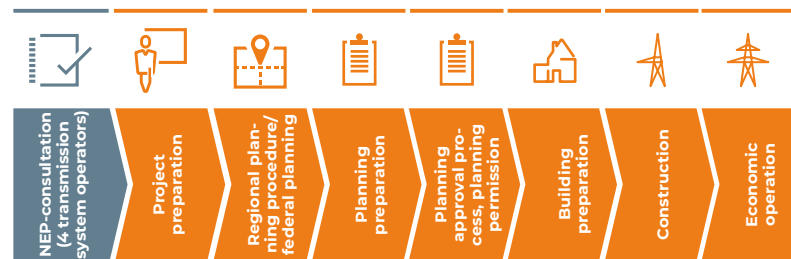 NEP-consultation
(4 transmission
system operators)
Project
preparation
Regional plan-
ning procedure/
federal planning
Planning
preparation
Planning
approval pro-
cess, planning
permission
Building
preparation
Construction
Economic
operation